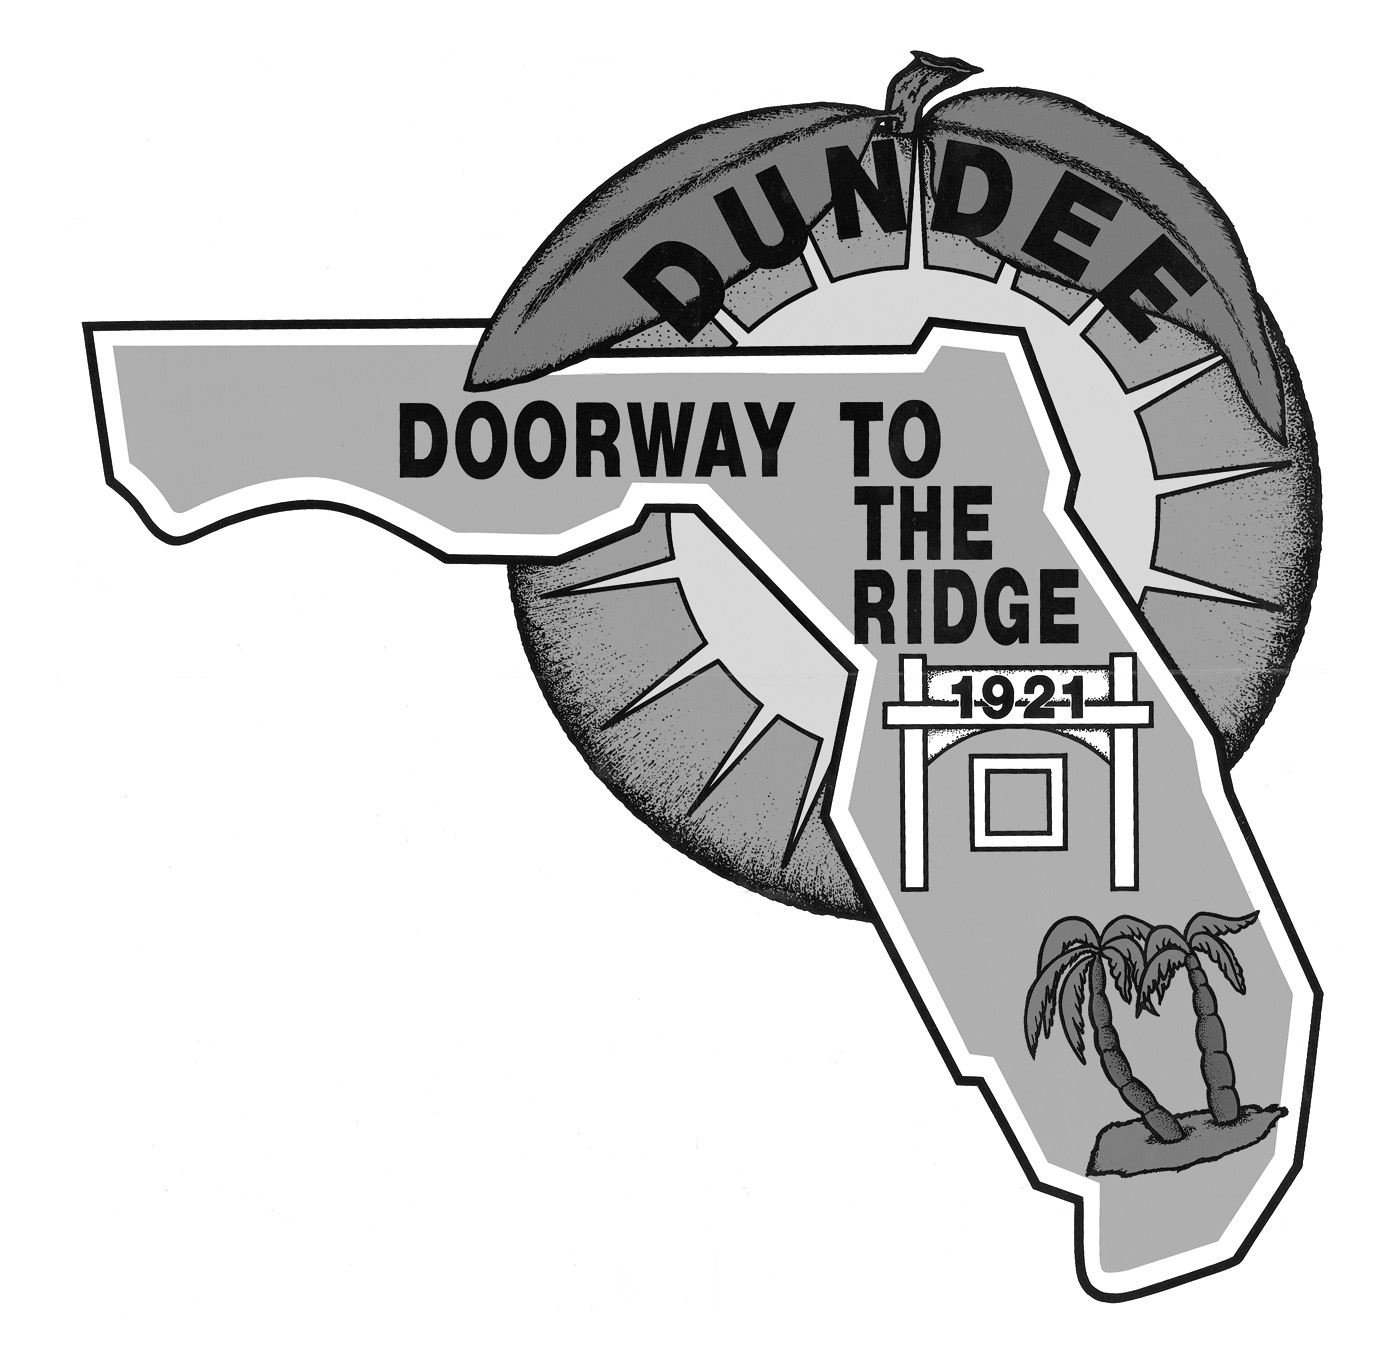 DUNDEE
DOORWAY TO
THE
RIDGE
1921